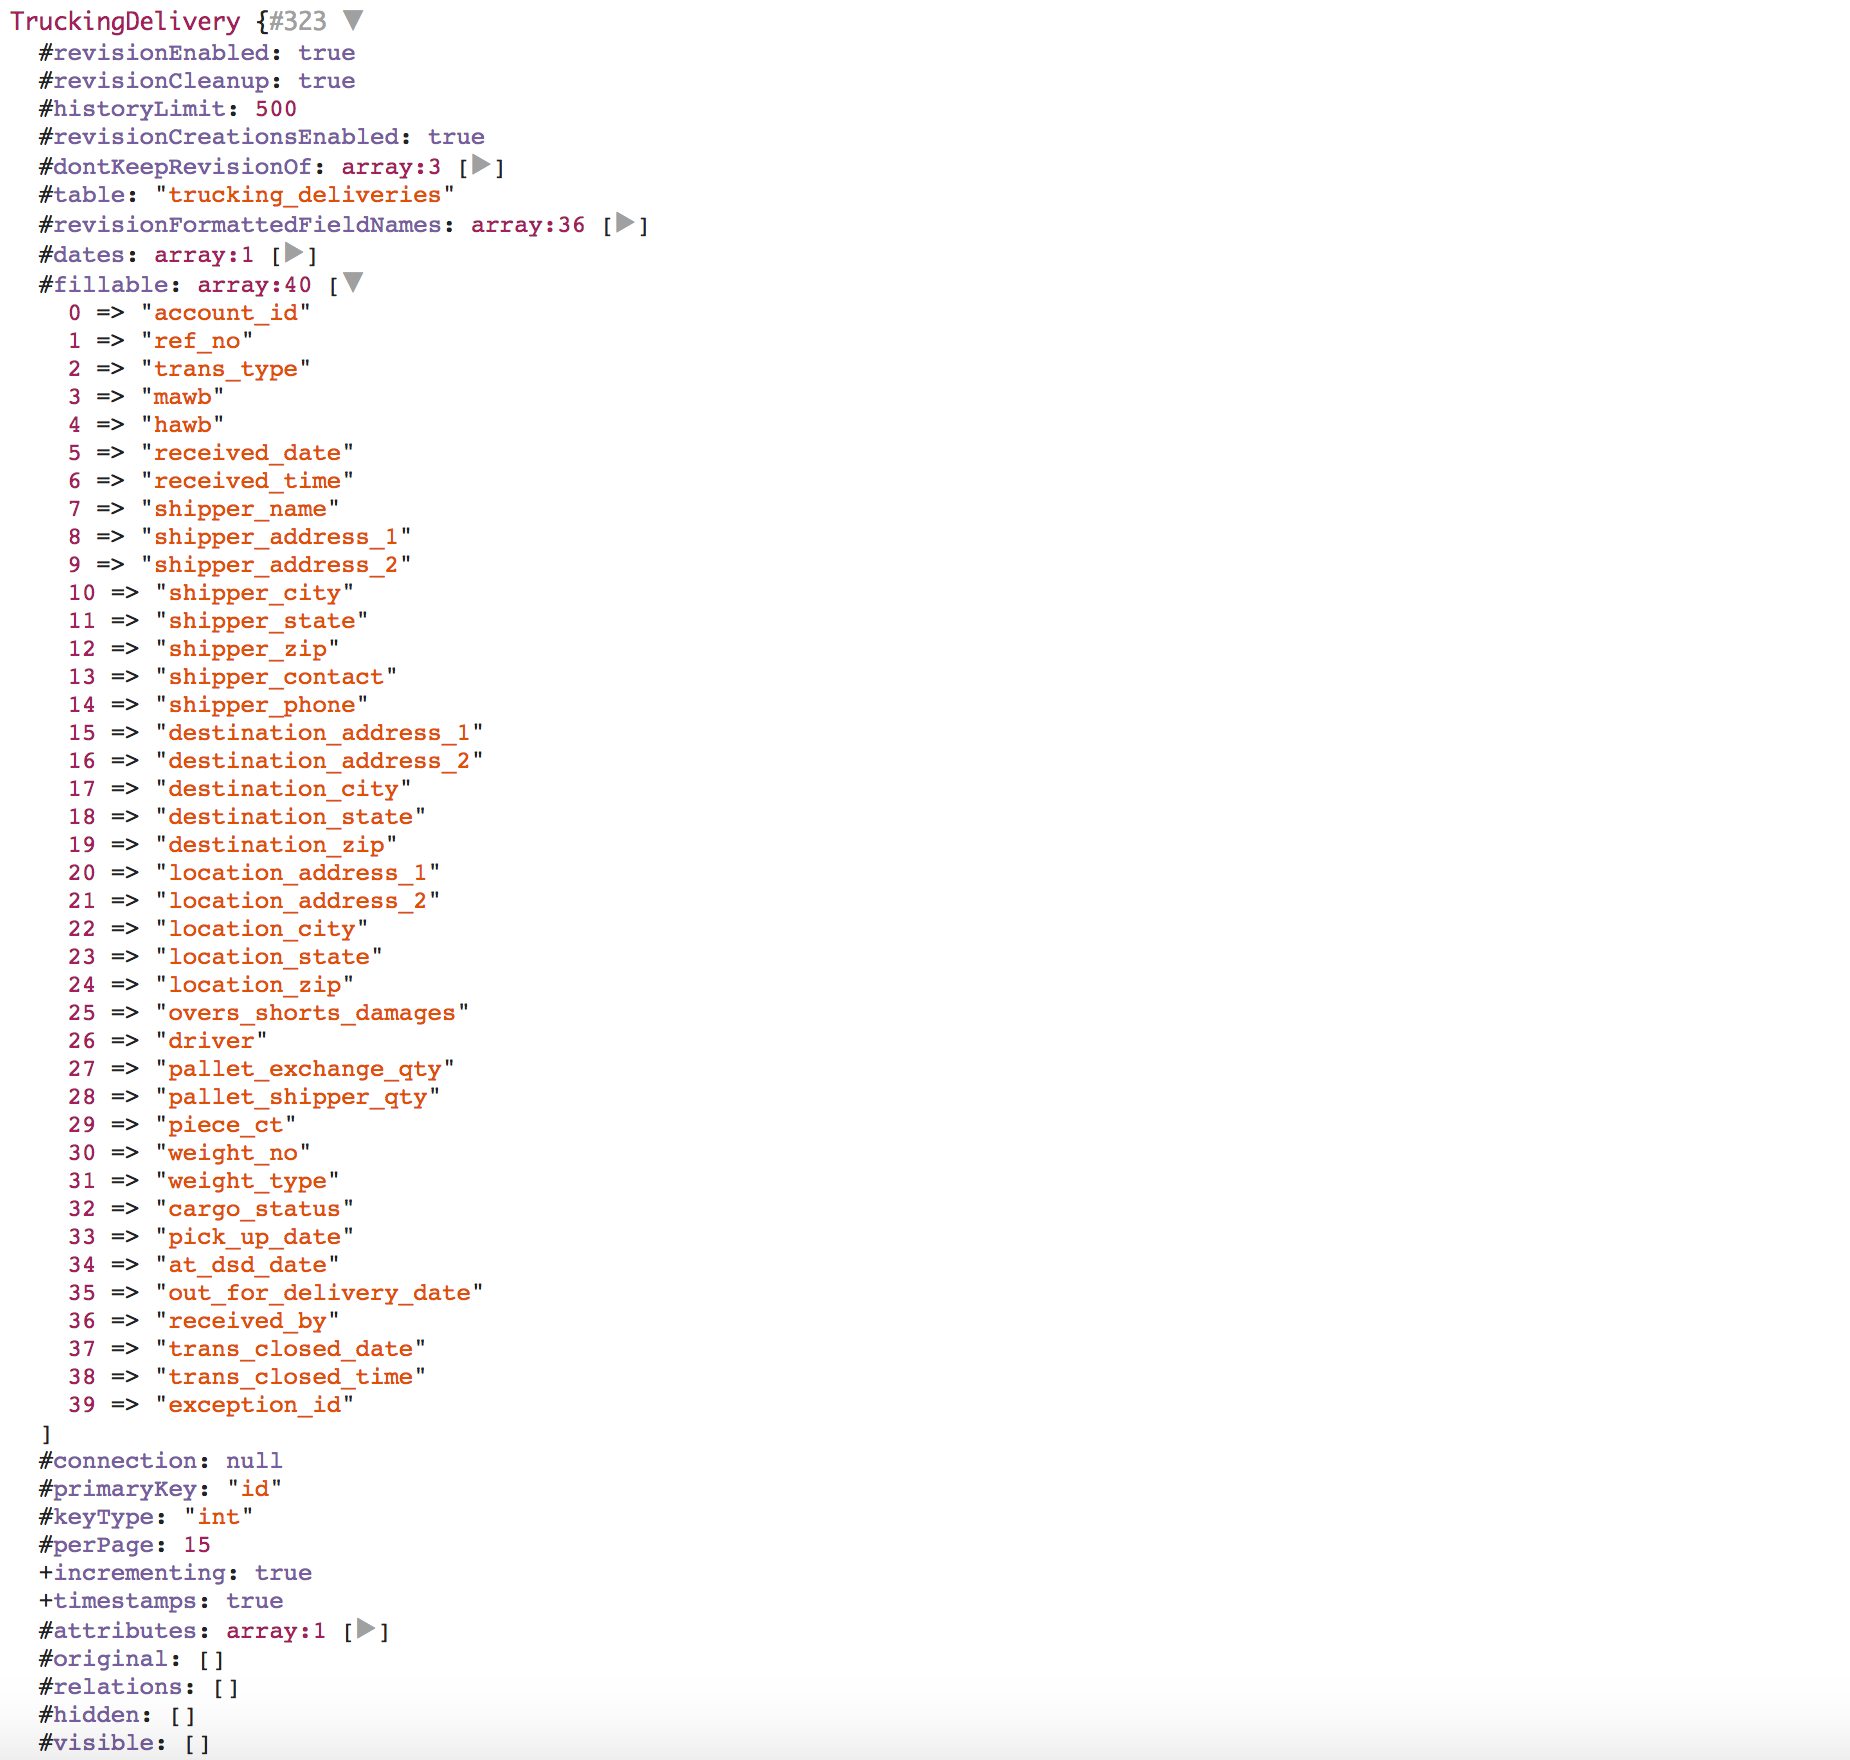 TruckingDelivery {#323 ▼
#revisionEnabled: true
#revisionCleanup: true
#historyLimit: 500
#revisionCreationsEnabled: true
#dontKeepRevisionOf: array:3 [▶]
#table: "trucking_deliveries"
#revisionFormattedFieldNames: array:36 [▶]
#dates: array:1 [▶]
#fillable: array:40 [▼
0 => "account_id"
1 => "ref_no"
2 => "trans_type"
3 => "mawb"
4 => "hawb"
5 => "received_date"
6 => "received_time"
7 => "shipper_name"
8 => "shipper_address_1"
9 => "shipper_address_2"
10 => "shipper_city"
11 => "shipper_state"
12 => "shipper_zip"
13 => "shipper_contact"
14 => "shipper_phone"
15 => "destination_address_1"
16 => "destination_address_2"
17 => "destination_city"
18 => "destination_state"
19 => "destination_zip"
20 => "location_address_1"
21 => "location_address_2"
22 => "location_city"
23 => "location_state"
24 => "location_zip"
25 => "overs_shorts_damages"
26 => "driver"
27 => "pallet_exchange_qty"
28 => "pallet_shipper_qty"
29 => "piece_ct"
30 => "weight_no"
31 => "weight_type"
32 => "cargo_status"
33 => "pick_up_date"
34 => "at_dsd_date"
35 => "out_for_delivery_date"
36 => "received_by"
37 => "trans_closed_date"
38 => "trans_closed_time"
39 => "exception_id"
]
#connection: null
#primaryKey: "id"
#keyType: "int"
#perPage: 15
+incrementing: true
+timestamps: true
#attributes: array:1 [▶]
#original: []
#relations: []
#hidden: []
#visible: []